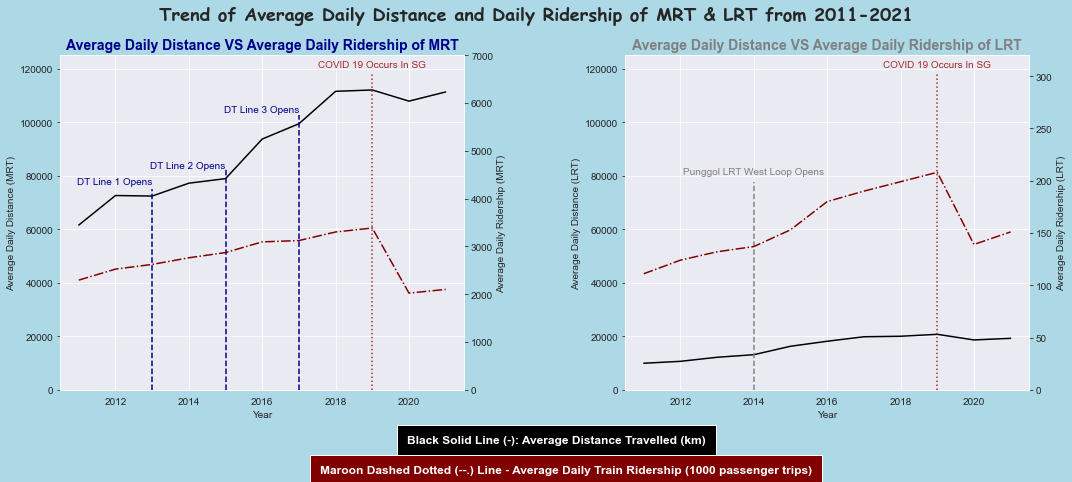 Trend of Average Daily Distance and Daily Ridership of MRT & LRT from 2011-2021
Average Daily Distance VS Average Daily Ridership of MRT
120000
100000
80000
60000
40000
20000
0
Average Daily Distance (MRT)
DT Line 1 Opens
DT Line 2 Opens
DT Line 3 Opens
COVID 19 Occurs In SG
7000
6000
5000
4000
3000
2000
1000
0
Average Daily Ridership (MRT)
2012
2014
2016
2018
2020
Year
Average Daily Distance VS Average Daily Ridership of LRT
120000
100000
80000
60000
40000
20000
0
Average Daily Distance (LRT)
Punggol LRT West Loop Opens
COVID 19 Occurs In SG
300
250
200
150
100
50
0
Average Daily Ridership (LRT)
2012
2014
2016
2018
2020
Year
Black Solid Line (-): Average Distance Travelled (km)
Maroon Dashed Dotted (--.) Line - Average Daily Train Ridership (1000 passenger trips)